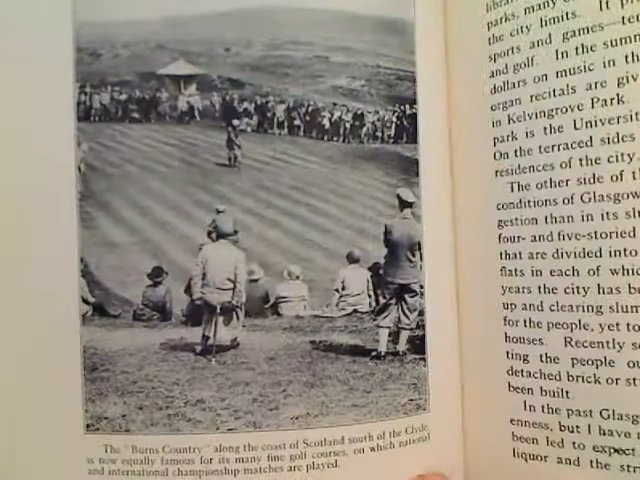 The "Burns Country" along the coast of Scotland south of the Clyde
is now equally famous for its many fine golf courses, on which national
and international championship matches are played.
parks, many
the city limits. It
sports and games—
and golf. In the summ
dollars on music in th
organ recitals are giv
in Kelvingrove Park.
park is the Universit
On the terraced sides
residences of the city.
The other side of t
conditions of Glasgow
gestion than in its slu
four- and five-storied
that are divided into
flats in each of whic
years the city has be
up and clearing slum
for the people, yet to
houses. Recently s
ting the people ou
detached brick or st
been built.
In the past Glasg
enness, but I have
been led to expect.
liquor and the str